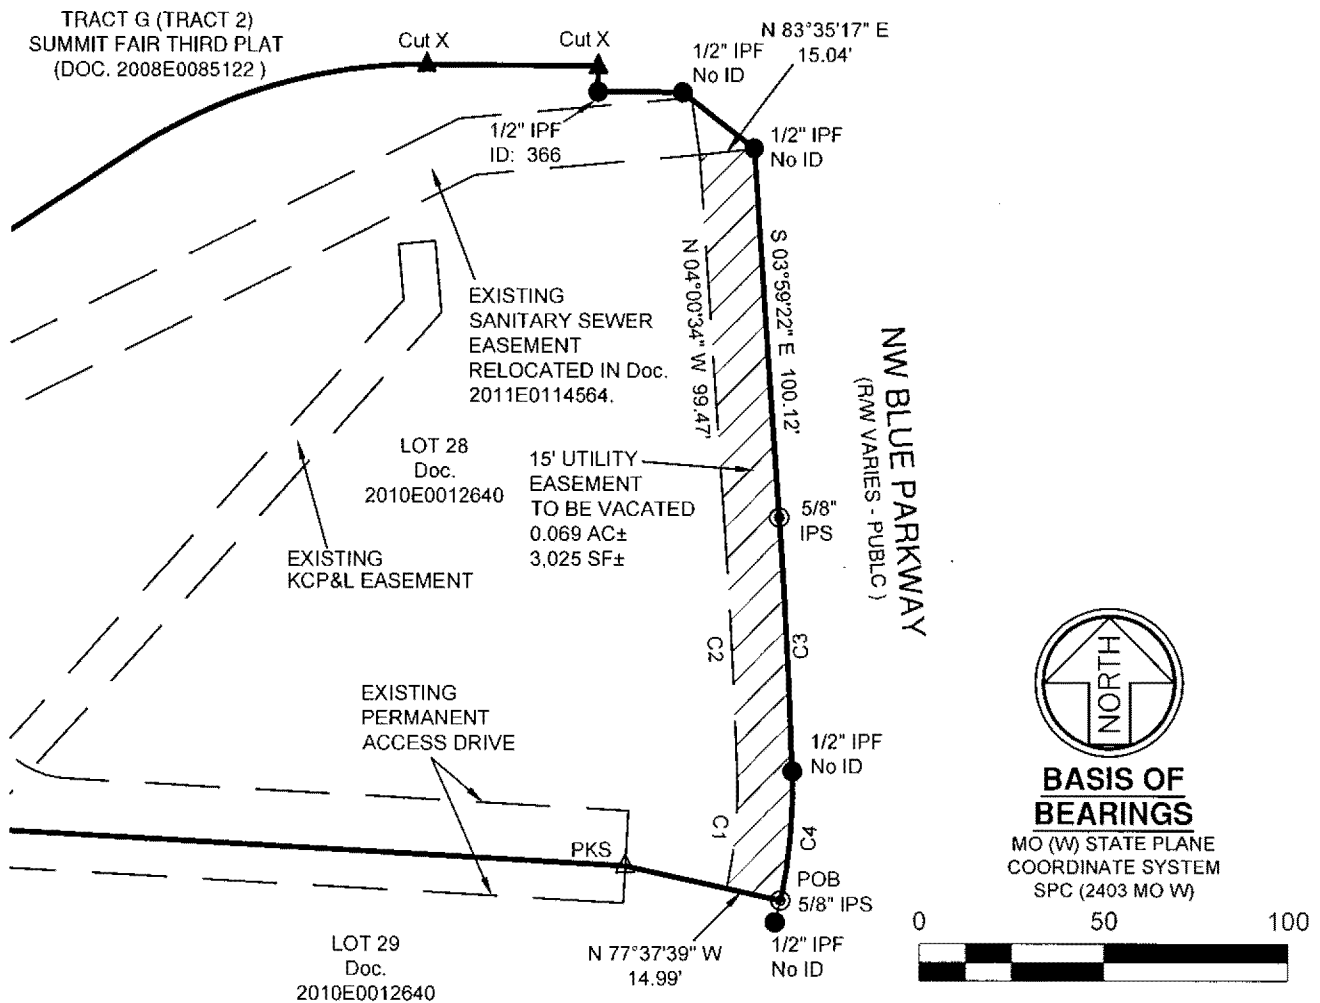 TRACT G (TRACT 2)
SUMMIT FAIR THIRD PLAT
(DOC. 2008E0085122 )
Cut X
Cut X
1/2" IPF
No ID
N 83°35'17" E
15.04'
1/2" IPF
ID: 366
1/2" IPF
No ID
N 04°00'34" W 99.47'
S 03°59'22" E 100.12'
EXISTING
SANITARY SEWER
EASEMENT
RELOCATED IN Doc.
2011E0114564.
NW BLUE PARKWAY
(R/W VARIES - PUBLC )
LOT 28
Doc.
2010E0012640
15' UTILITY
EASEMENT
TO BE VACATED
0.069 AC±
3,025 SF±
5/8"
IPS
EXISTING
KCP&L EASEMENT
C2
C3
EXISTING
PERMANENT
ACCESS DRIVE
1/2" IPF
No ID
C1
C4
PKS
POB
5/8" IPS
1/2" IPF
No ID
N 77°37'39" W
14.99'
LOT 29
Doc.
2010E0012640
NORTH
BASIS OF
BEARINGS
MO (W) STATE PLANE
COORDINATE SYSTEM
SPC (2403 MO W)
0 50 100